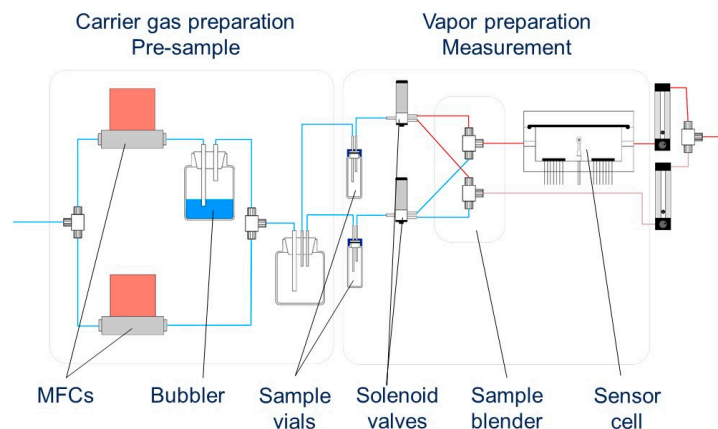 Carrier gas preparation
Pre-sample
Vapor preparation
Measurement
MFCs
Bubbler
Sample
vials
Solenoid
valves
Sample
blender
Sensor
cell